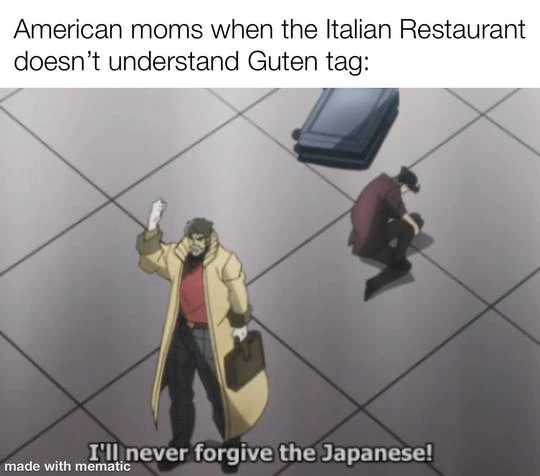 American moms when the Italian Restaurant
doesn’t understand Guten tag:
I'll never forgive the Japanese!
made with mematic